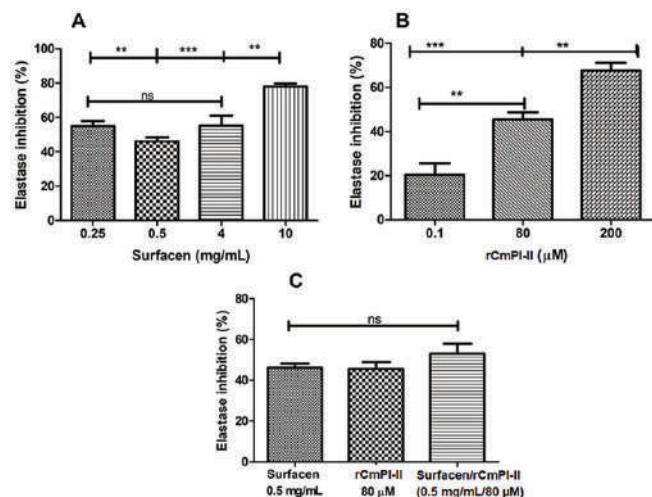 A
Elastase inhibition (%)
100
80
60
40
20
0
** *** **
ns
0.25 0.5 4 10
Surfacen (mg/mL)
B
Elastase inhibition (%)
80
60
40
20
0
*** **
**
0.1 80 200
rCmPI-II (μM)
C
Elastase inhibition (%)
80
60
40
20
0
ns
Surfacen rCmPI-II Surfacen/rCmPI-II
0.5 mg/mL 80 μM (0.5 mg/mL/80 μM)